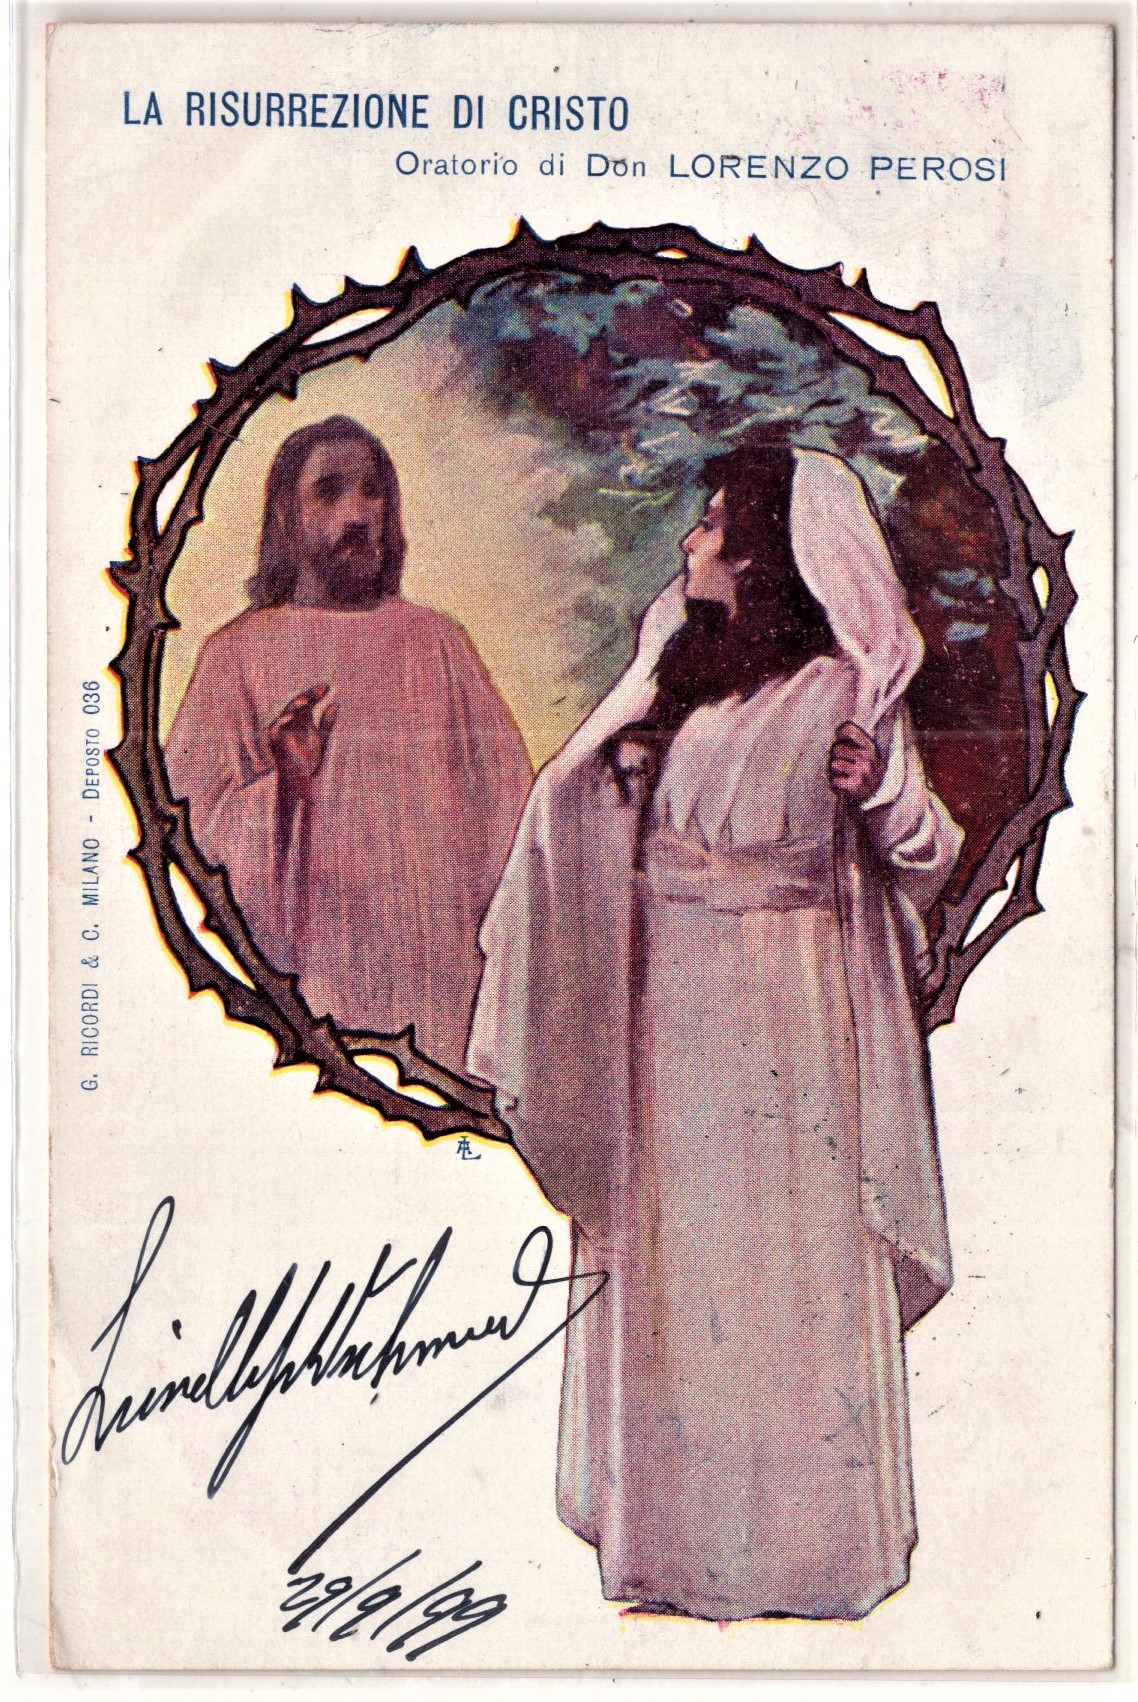 LA RISURREZIONE DI CRISTO
Oratorio di Don LORENZO PEROSI
G. RICORDI & C. MILANO - DEPOSTO 036
29/9/99